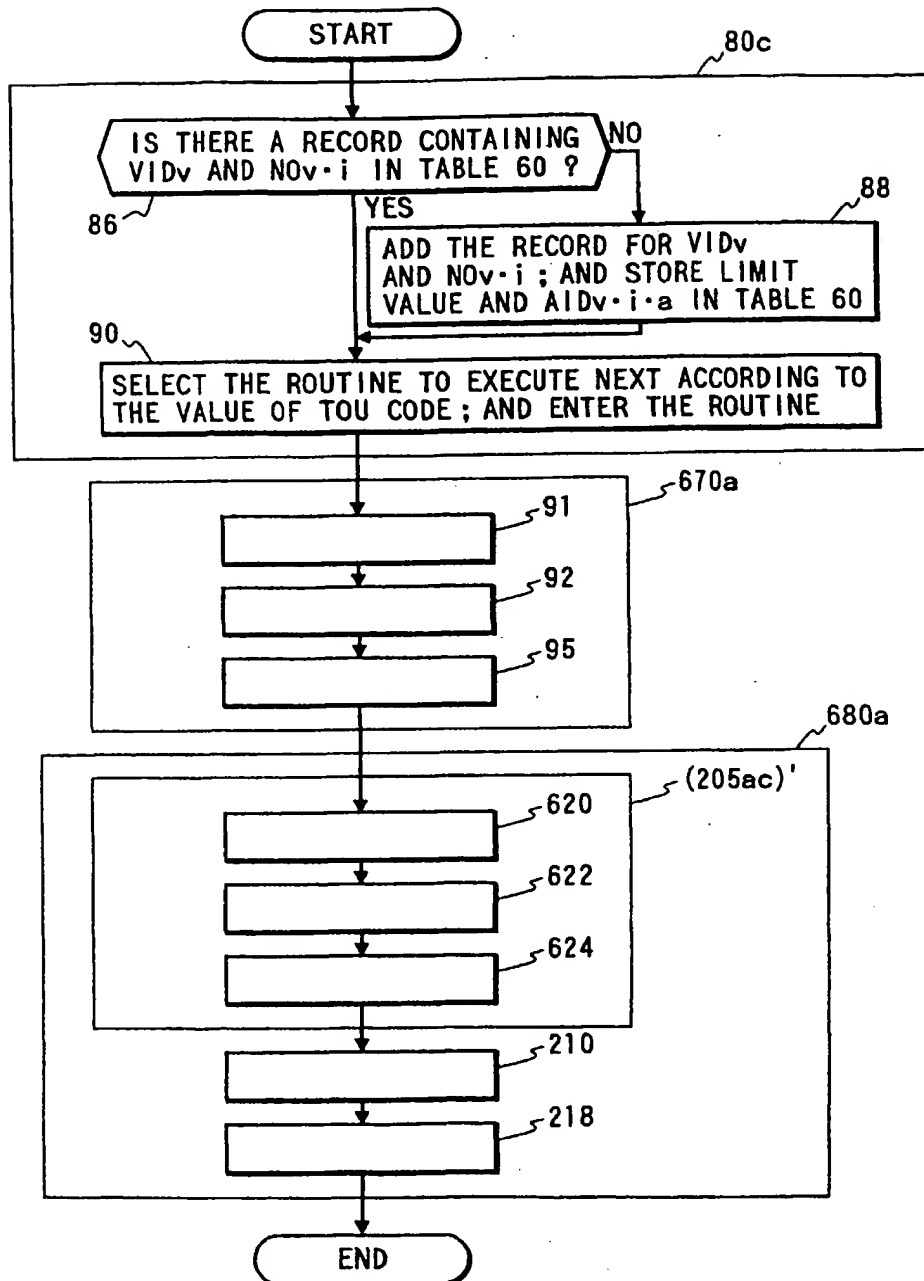 START
80c
IS THERE A RECORD CONTAINING
VIDv AND NOv·i IN TABLE 60 ?
NO
86
YES
88
ADD THE RECORD FOR VIDv
AND NOv·i ; AND STORE LIMIT
VALUE AND AIDv·i·a IN TABLE 60
90
SELECT THE ROUTINE TO EXECUTE NEXT ACCORDING TO
THE VALUE OF TOU CODE ; AND ENTER THE ROUTINE
670a
91
92
95
680a
(205ac)'
620
622
624
210
218
END